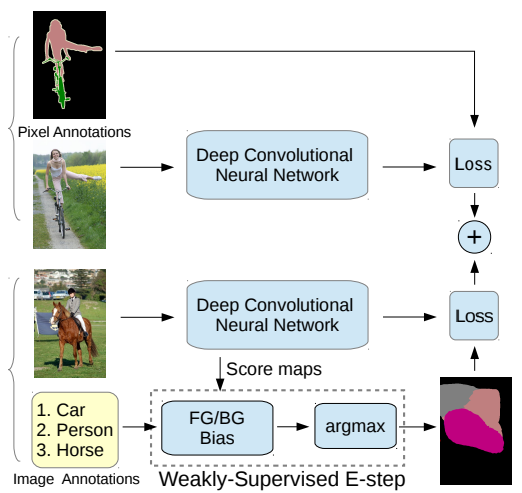 Pixel Annotations
Deep Convolutional
Neural Network
Loss
+
Deep Convolutional
Neural Network
Loss
Score maps
1. Car
2. Person
3. Horse
FG/BG
Bias
argmax
Image Annotations
Weakly-Supervised E-step